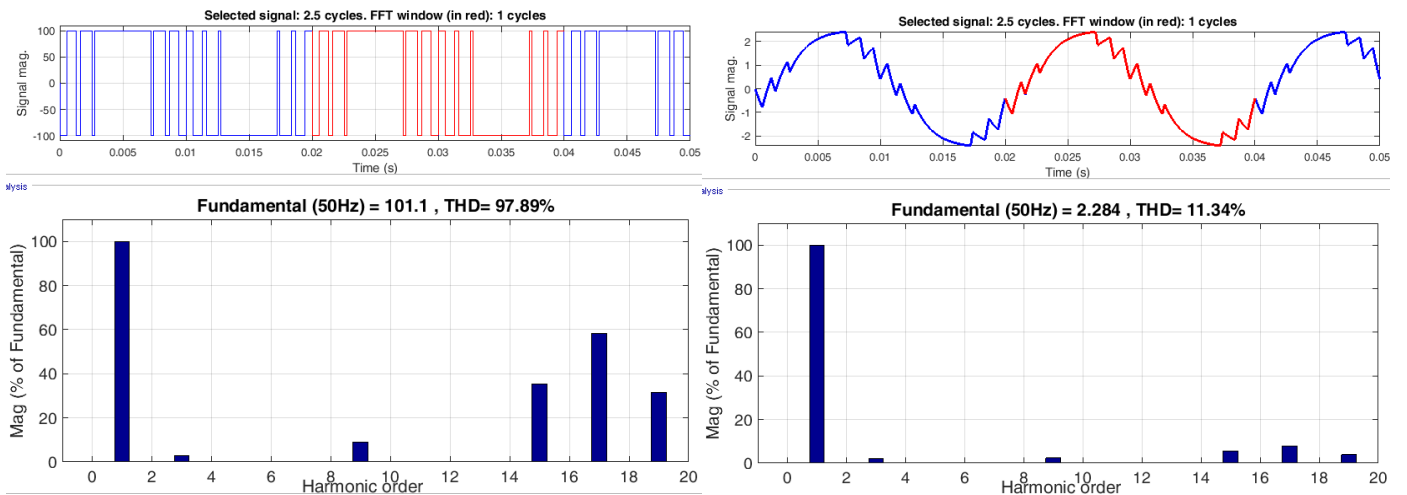 Selected signal: 2.5 cycles. FFT window (in red): 1 cycles
Signal mag.
100
50
0
-50
-100
0 0.005 0.01 0.015 0.02 0.025 0.03 0.035 0.04 0.045 0.05
Time (s)
alysis
Fundamental (50Hz) = 101.1 , THD= 97.89%
Mag (% of Fundamental)
100
80
60
40
20
0
0 2 4 6 8 10 12 14 16 18 20
Harmonic order
Selected signal: 2.5 cycles. FFT window (in red): 1 cycles
Signal mag.
2
1
0
-1
-2
0 0.005 0.01 0.015 0.02 0.025 0.03 0.035 0.04 0.045 0.05
Time (s)
alysis
Fundamental (50Hz) = 2.284 , THD= 11.34%
Mag (% of Fundamental)
100
80
60
40
20
0
0 2 4 6 8 10 12 14 16 18 20
Harmonic order